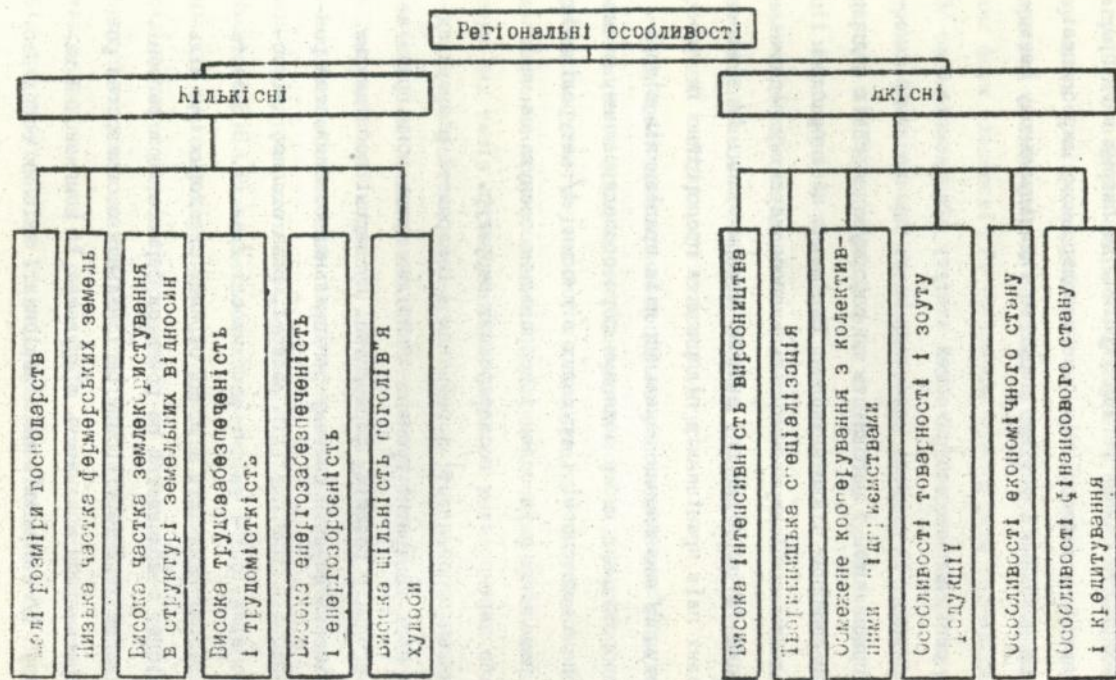 Регіональні особливості
Кількісні
Якісні
Малі розміри господарств
Низька частка фермерських земель
Висока частка землекористування
в структурі земельних відносин
Висока трудозабезпеченість
і трудомісткість
Висока енергозабезпеченість
і енергоозброєність
Висока щільність поголів"я
худоби
Висока інтенсивність виробництва
Тваринницька спеціалізація
Обмежене кооперування з колектив-
ними підприємствами
Особливості товарності і збуту
продукції
Особливості економічного стану
Особливості фінансового стану
і кредитування